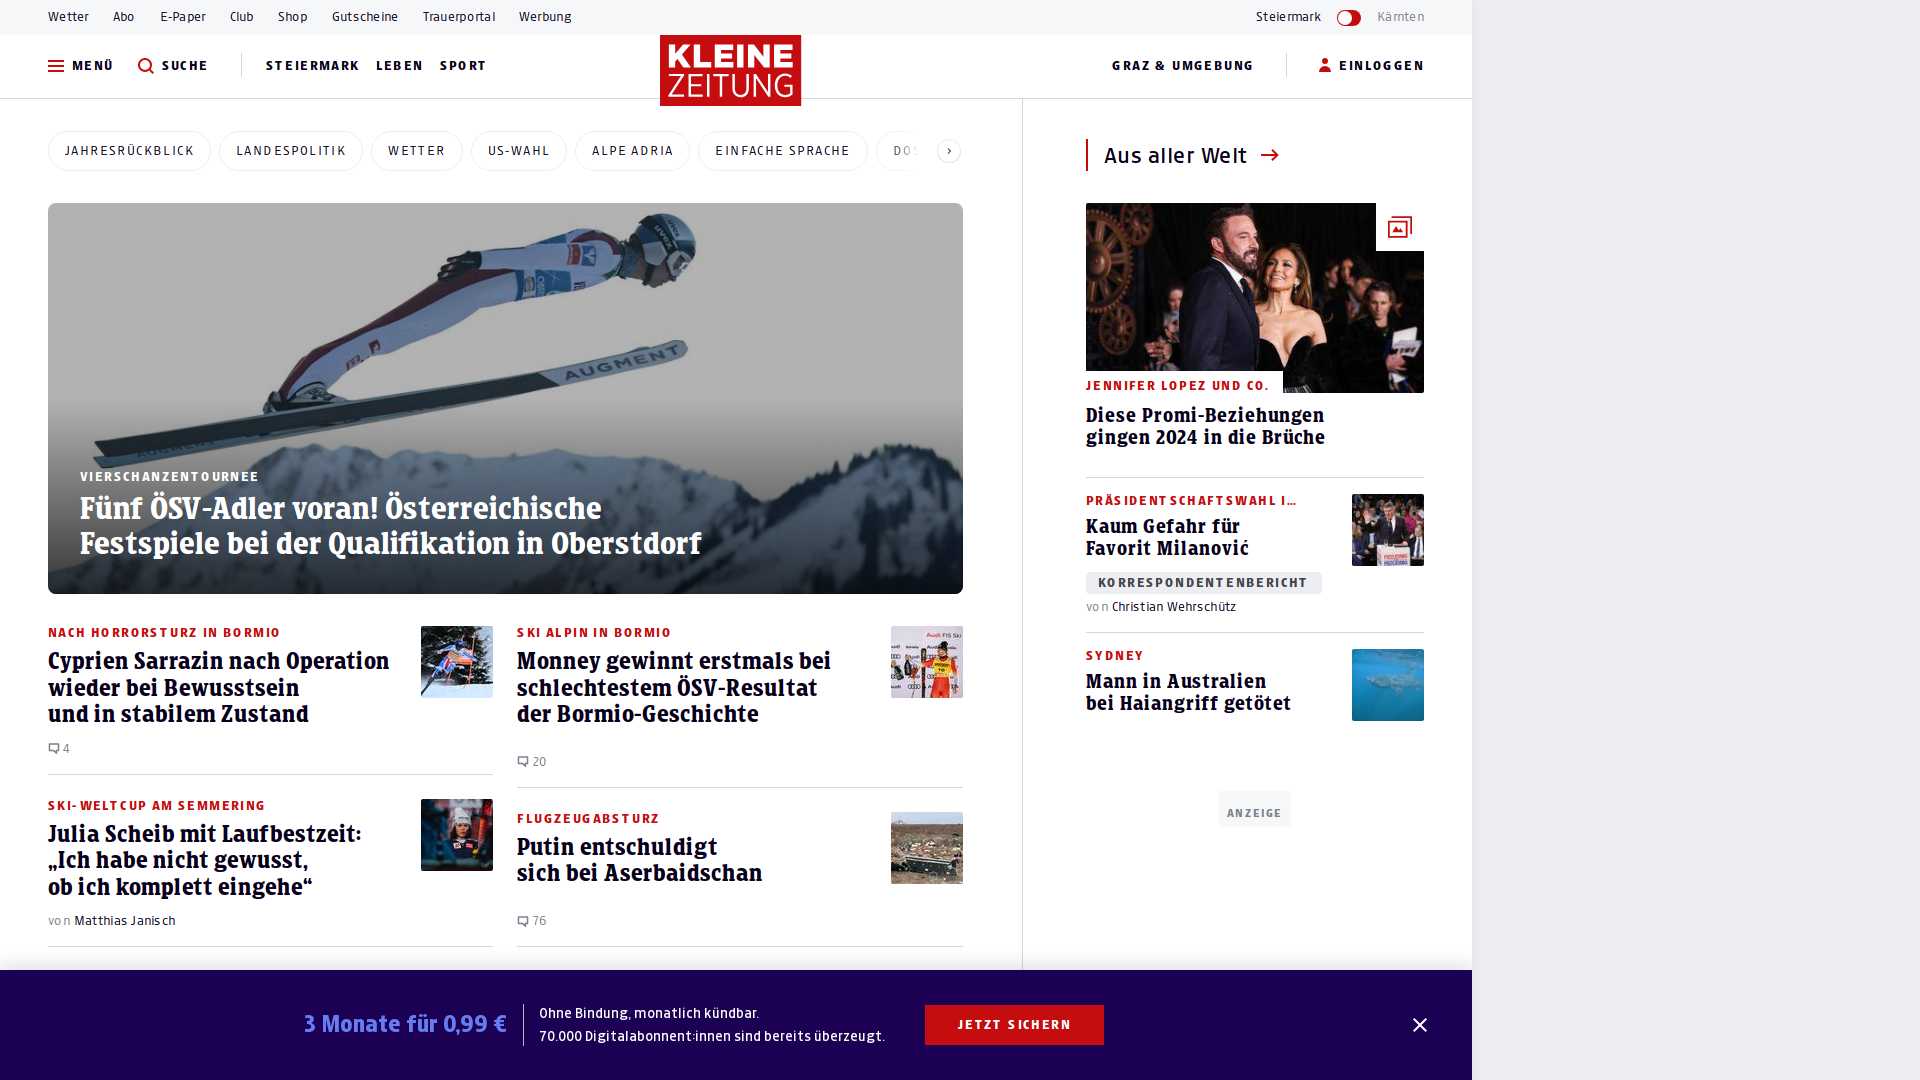 Wetter Abo E-Paper Club Shop Gutscheine Trauerportal Werbung Steiermark Kärnten
MENÜ SUCHE STEIERMARK LEBEN SPORT KLEINE ZEITUNG GRAZ & UMGEBUNG EINLOGGEN
JAHRESRÜCKBLICK LANDESPOLITIK WETTER US-WAHL ALPE ADRIA EINFACHE SPRACHE
AUGMENT
VIERSCHANZENTOURNEE
Fünf ÖSV-Adler voran! Österreichische
Festspiele bei der Qualifikation in Oberstdorf
NACH HORRORSTURZ IN BORMIO
Cyprien Sarrazin nach Operation
wieder bei Bewusstsein
und in stabilem Zustand
4
SKI ALPIN IN BORMIO
Monney gewinnt erstmals bei
schlechtestem ÖSV-Resultat
der Bormio-Geschichte
20
SKI-WELTCUP AM SEMMERING
Julia Scheib mit Laufbestzeit:
„Ich habe nicht gewusst,
ob ich komplett eingehe“
von Matthias Janisch
FLUGZEUGABSTURZ
Putin entschuldigt
sich bei Aserbaidschan
76
Aus aller Welt
JENNIFER LOPEZ UND CO.
Diese Promi-Beziehungen
gingen 2024 in die Brüche
PRÄSIDENTSCHAFTSWAHL I...
Kaum Gefahr für
Favorit Milanović
KORRESPONDENTENBERICHT
von Christian Wehrschütz
SYDNEY
Mann in Australien
bei Haiangriff getötet
ANZEIGE
3 Monate für 0,99 €
Ohne Bindung, monatlich kündbar.
70.000 Digitalabonnent:innen sind bereits überzeugt.
JETZT SICHERN